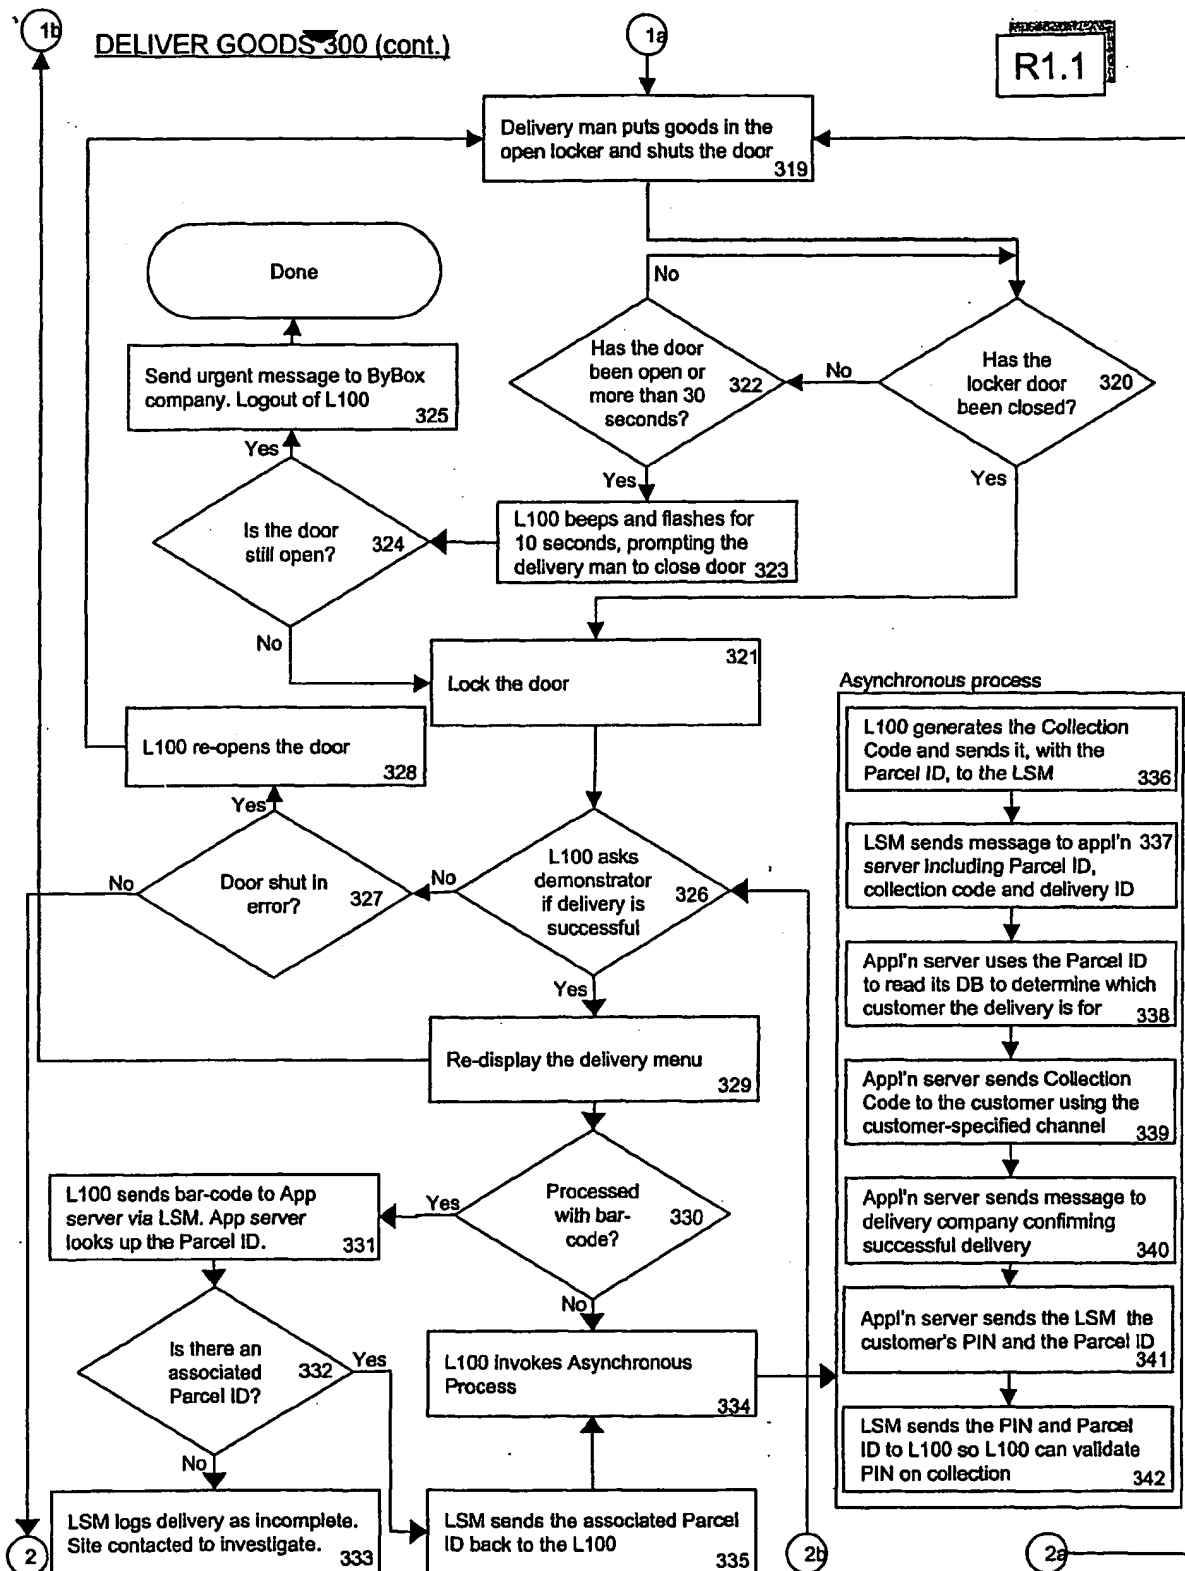 1b
DELIVER GOODS 300 (cont.)
1a
R1.1
Delivery man puts goods in the
open locker and shuts the door
319
Done
No
Has the door
been open or
more than 30
seconds?
322
No
Has the
locker door
been closed?
320
Send urgent message to ByBox
company. Logout of L100
325
Yes
Yes
Yes
Is the door
still open?
324
L100 beeps and flashes for
10 seconds, prompting the
delivery man to close door
323
No
Lock the door
321
L100 re-opens the door
328
Yes
No
Door shut in
error?
327
No
L100 asks
demonstrator
if delivery is
successful
326
Yes
Re-display the delivery menu
329
L100 sends bar-code to App
server via LSM. App server
looks up the Parcel ID.
331
Yes
Processed
with bar-
code?
330
No
Is there an
associated
Parcel ID?
332
Yes
L100 invokes Asynchronous
Process
334
No
LSM logs delivery as incomplete.
Site contacted to investigate.
333
LSM sends the associated Parcel
ID back to the L100
335
2
2b
2a
Asynchronous process
L100 generates the Collection
Code and sends it, with the
Parcel ID, to the LSM
336
LSM sends message to appl'n
server including Parcel ID,
collection code and delivery ID
337
Appl'n server uses the Parcel ID
to read its DB to determine which
customer the delivery is for
338
Appl'n server sends Collection
Code to the customer using the
customer-specified channel
339
Appl'n server sends message to
delivery company confirming
successful delivery
340
Appl'n server sends the LSM the
customer's PIN and the Parcel ID
341
LSM sends the PIN and Parcel
ID to L100 so L100 can validate
PIN on collection
342